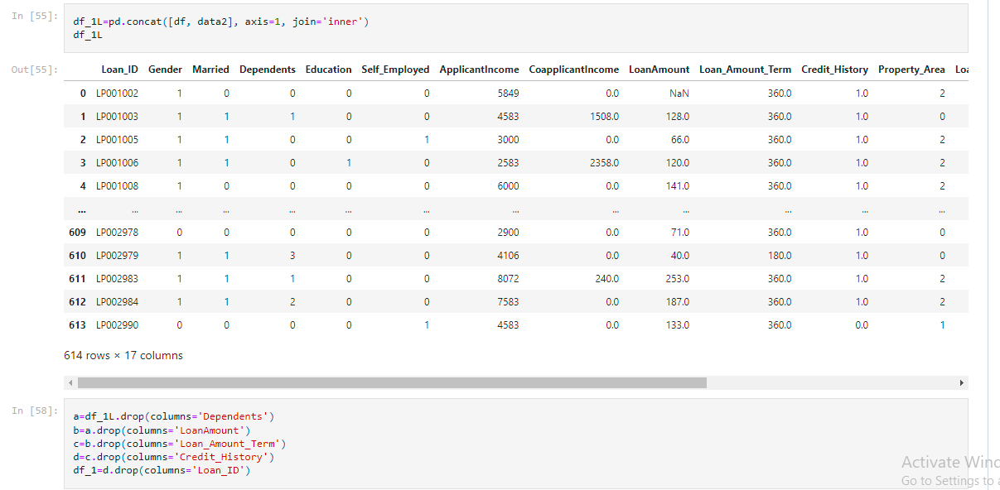 In [55]:
df_1L=pd.concat([df, data2], axis=1, join='inner')
df_1L
Out[55]:
Loan_ID Gender Married Dependents Education Self_Employed ApplicantIncome CoapplicantIncome LoanAmount Loan_Amount_Term Credit_History Property_Area Loa
0 LP001002 1 0 0 0 0 5849 0.0 NaN 360.0 1.0 2
1 LP001003 1 1 1 0 0 4583 1508.0 128.0 360.0 1.0 0
2 LP001005 1 1 0 0 1 3000 0.0 66.0 360.0 1.0 2
3 LP001006 1 1 0 1 0 2583 2358.0 120.0 360.0 1.0 2
4 LP001008 1 0 0 0 0 6000 0.0 141.0 360.0 1.0 2
... ... ... ... ... ... ... ... ... ... ... ... ...
609 LP002978 0 0 0 0 0 2900 0.0 71.0 360.0 1.0 0
610 LP002979 1 1 3 0 0 4106 0.0 40.0 180.0 1.0 0
611 LP002983 1 1 1 0 0 8072 240.0 253.0 360.0 1.0 2
612 LP002984 1 1 2 0 0 7583 0.0 187.0 360.0 1.0 2
613 LP002990 0 0 0 0 1 4583 0.0 133.0 360.0 0.0 1
614 rows × 17 columns
In [58]:
a=df_1L.drop(columns='Dependents')
b=a.drop(columns='LoanAmount')
c=b.drop(columns='Loan_Amount_Term')
d=c.drop(columns='Credit_History')
df_1=d.drop(columns='Loan_ID')
Activate Wind
Go to Settings to a